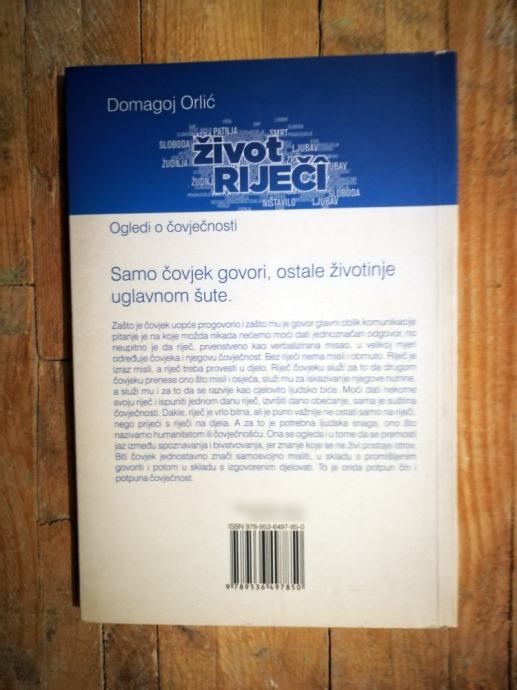 Domagoj Orlić
PATNJA
SMRT
SLOBODA
LJUBAV
život
ŽUDNJA
RIJEČI
NIŠTAVILO
SLOBODA
LJUBAV
Ogledi o čovječnosti
Samo čovjek govori, ostale životinje
uglavnom šute.
Zašto je čovjek uopće progovorio i zašto mu je govor glavni oblik komunikacije
pitanje je na koje možda nikada nećemo moći dati jednoznačan odgovor, no
neupitno je da riječ, prvenstveno kao verbalizirana misao, u velikoj mjeri
određuje čovjeka i njegovu čovječnost. Bez riječi nema misli i obrnuto. Riječ je
izraz misli, a riječ treba provesti u djelo. Riječ čovjeku služi za to da drugom
čovjeku prenese ono što misli i osjeća, služi mu za iskazivanje njegove nutrine,
a služi mu i za to da se razvije kao cjelovito ljudsko biće. Moći dati nekome
svoju riječ i ispuniti jednom danu riječ, izvršiti dano obećanje, sama je suština
čovječnosti. Dakle, riječ je vrlo bitna, ali je puno važnije ne ostati samo na riječi,
nego prijeći s riječi na djela. A za to je potrebna ljudska snaga, ono što
nazivamo humanitetom ili čovječnošću. Ona se ogleda i u tome da se premosti
jaz između spoznavanja i bivstvovanja, jer znanje koje se ne živi postaje otrov.
Biti čovjek jednostavno znači samosvojno misliti, u skladu s promišljenim
govoriti i potom u skladu s izgovorenim djelovati. To je onda potpun čin i
potpuna čovječnost.
ISBN 978-953-6497-85-0
9 789536 497850